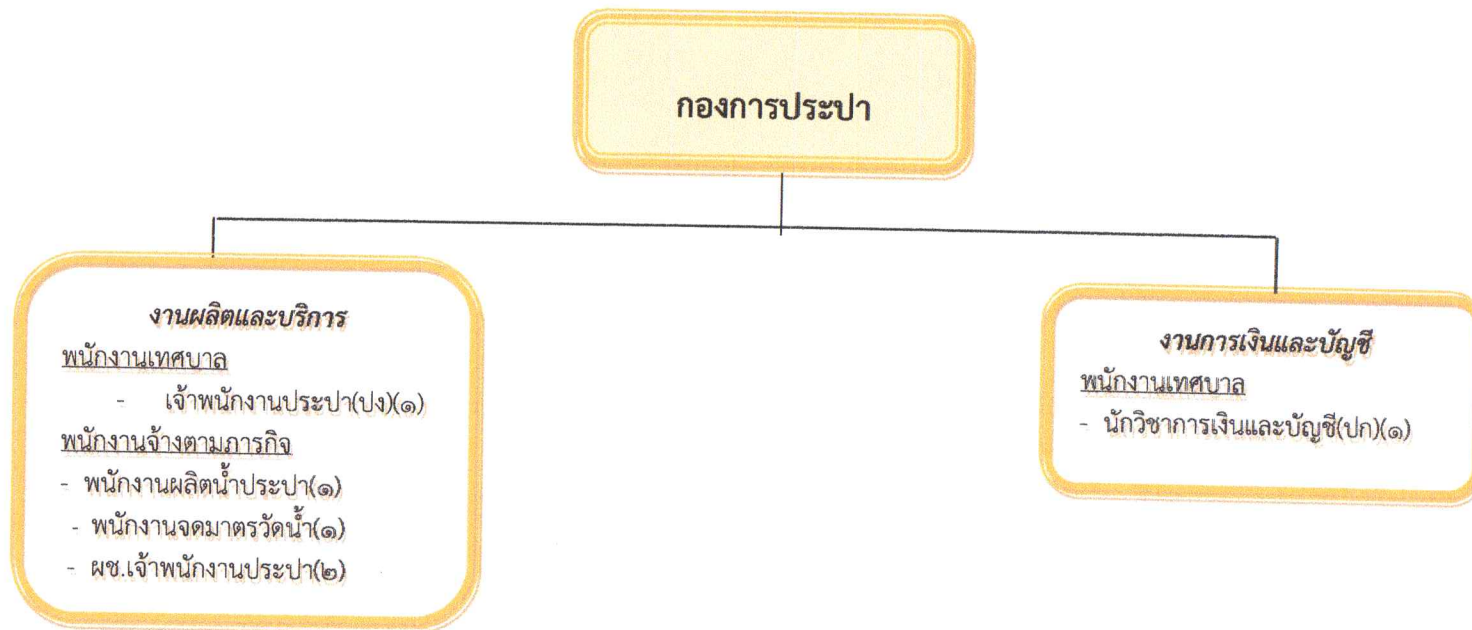 กองการประปา
งานผลิตและบริการ
พนักงานเทศบาล
- เจ้าพนักงานประปา(ปง)(๑)
พนักงานจ้างตามภารกิจ
- พนักงานผลิตน้ำประปา(๑)
- พนักงานจดมาตรวัดน้ำ(๑)
- ผช.เจ้าพนักงานประปา(๒)
งานการเงินและบัญชี
พนักงานเทศบาล
- นักวิชาการเงินและบัญชี(ปก)(๑)